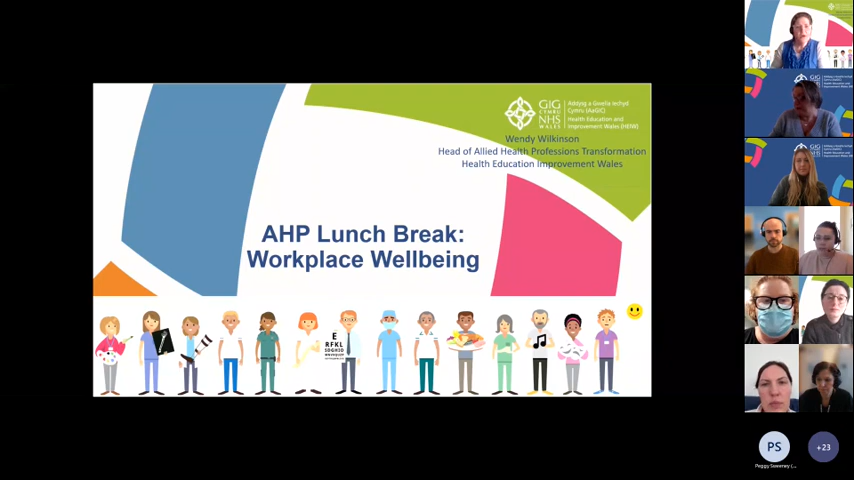 GIG
CYMRU
NHS
WALES
Addysg a Gwella Iechyd
Cymru (AaGIC)
Health Education and
Improvement Wales (HEIW)
Wendy Wilkinson
Head of Allied Health Professions Transformation
Health Education Improvement Wales
AHP Lunch Break:
Workplace Wellbeing
E
RFKL
PS
+23
Peggy Sweeney (...